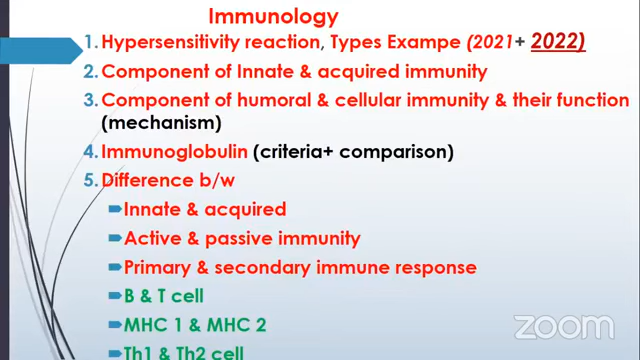 Immunology
1. Hypersensitivity reaction, Types Exampe (2021+ 2022)
2. Component of Innate & acquired immunity
3. Component of humoral & cellular immunity & their function
(mechanism)
4. Immunoglobulin (criteria+ comparison)
5. Difference b/w
Innate & acquired
Active & passive immunity
Primary & secondary immune response
B & T cell
MHC 1 & MHC 2
Th1 & Th2 cell
zoom